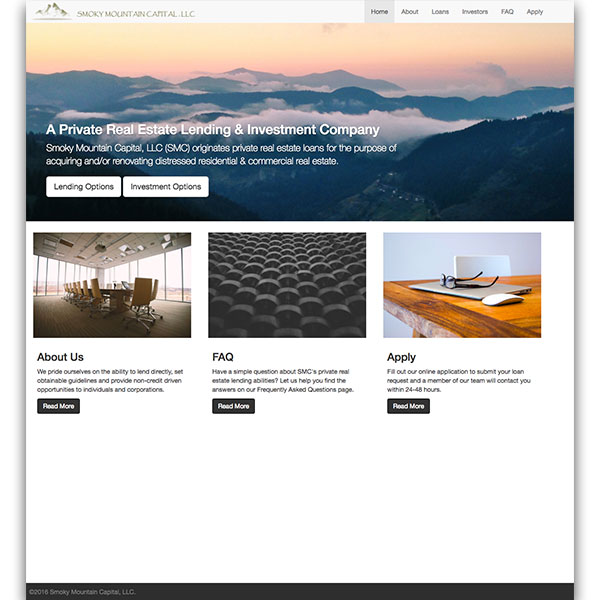 SMOKY MOUNTAIN CAPITAL, LLC
Home About Loans Investors FAQ Apply
A Private Real Estate Lending & Investment Company
Smoky Mountain Capital, LLC (SMC) originates private real estate loans for the purpose of
acquiring and/or renovating distressed residential & commercial real estate.
Lending Options Investment Options
About Us
We pride ourselves on the ability to lend directly, set
obtainable guidelines and provide non-credit driven
opportunities to individuals and corporations.
Read More
FAQ
Have a simple question about SMC's private real
estate lending abilities? Let us help you find the
answers on our Frequently Asked Questions page.
Read More
Apply
Fill out our online application to submit your loan
request and a member of our team will contact you
within 24-48 hours.
Read More
©2016 Smoky Mountain Capital, LLC.